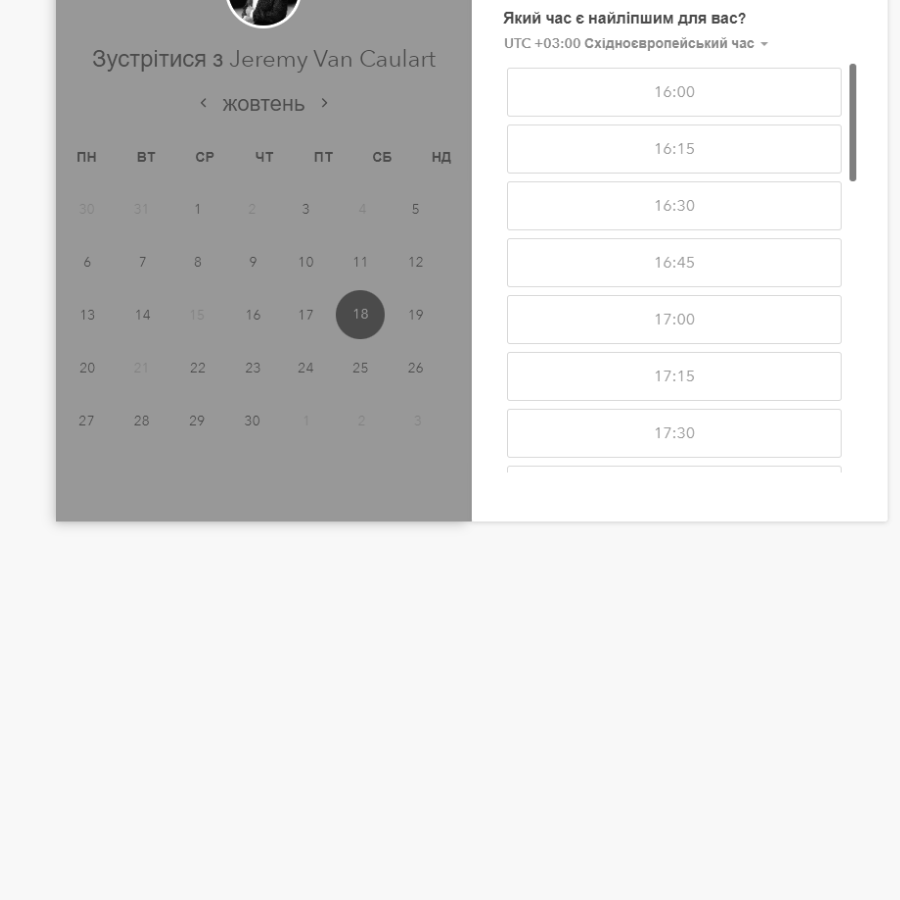 Зустрітися з Jeremy Van Caulart
жовтень
ПН ВТ СР ЧТ ПТ СБ НД
30 31 1 2 3 4 5
6 7 8 9 10 11 12
13 14 15 16 17 18 19
20 21 22 23 24 25 26
27 28 29 30 1 2 3
Який час є найліпшим для вас?
UTC +03:00 Східноєвропейський час
16:00
16:15
16:30
16:45
17:00
17:15
17:30